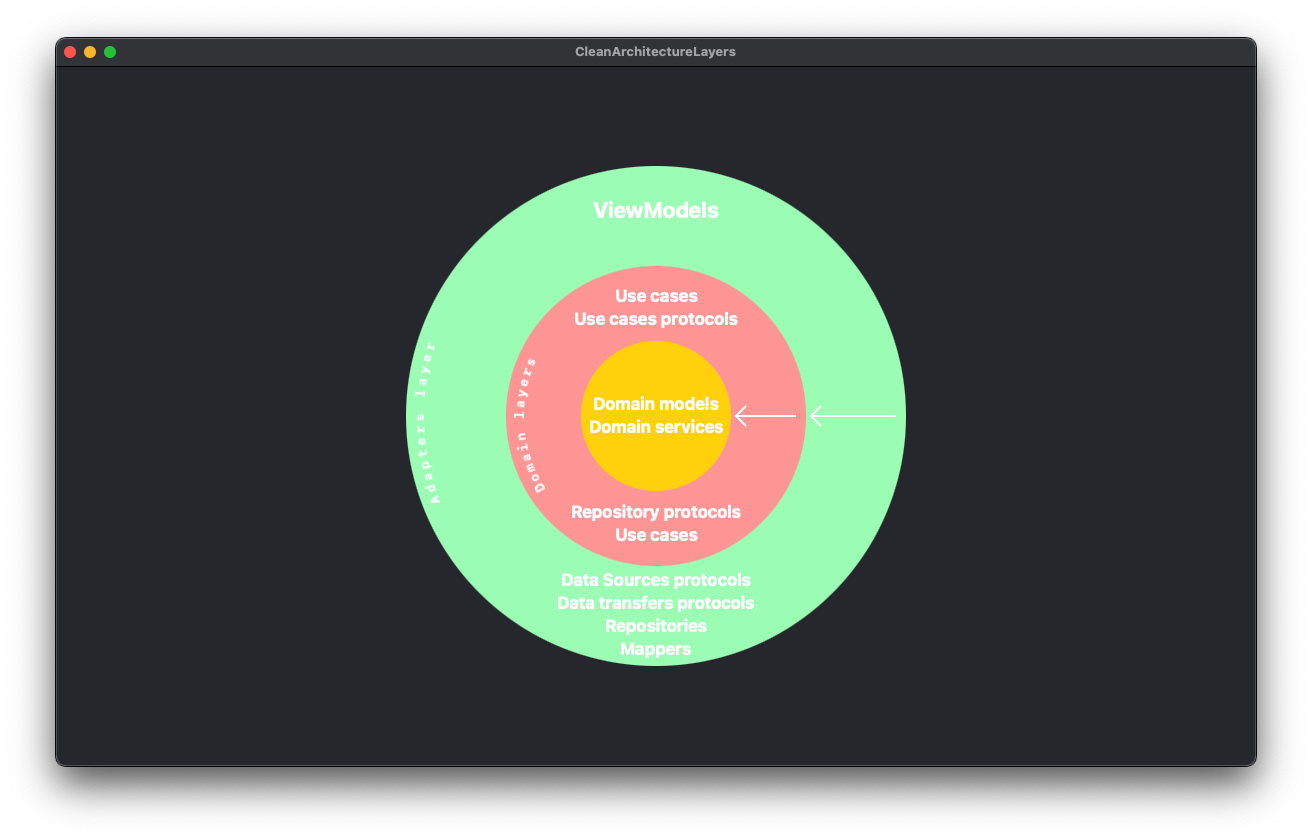 CleanArchitectureLayers
ViewModels
Use cases
Use cases protocols
Adapters layer
Domain layers
Domain models
Domain services
Repository protocols
Use cases
Data Sources protocols
Data transfers protocols
Repositories
Mappers